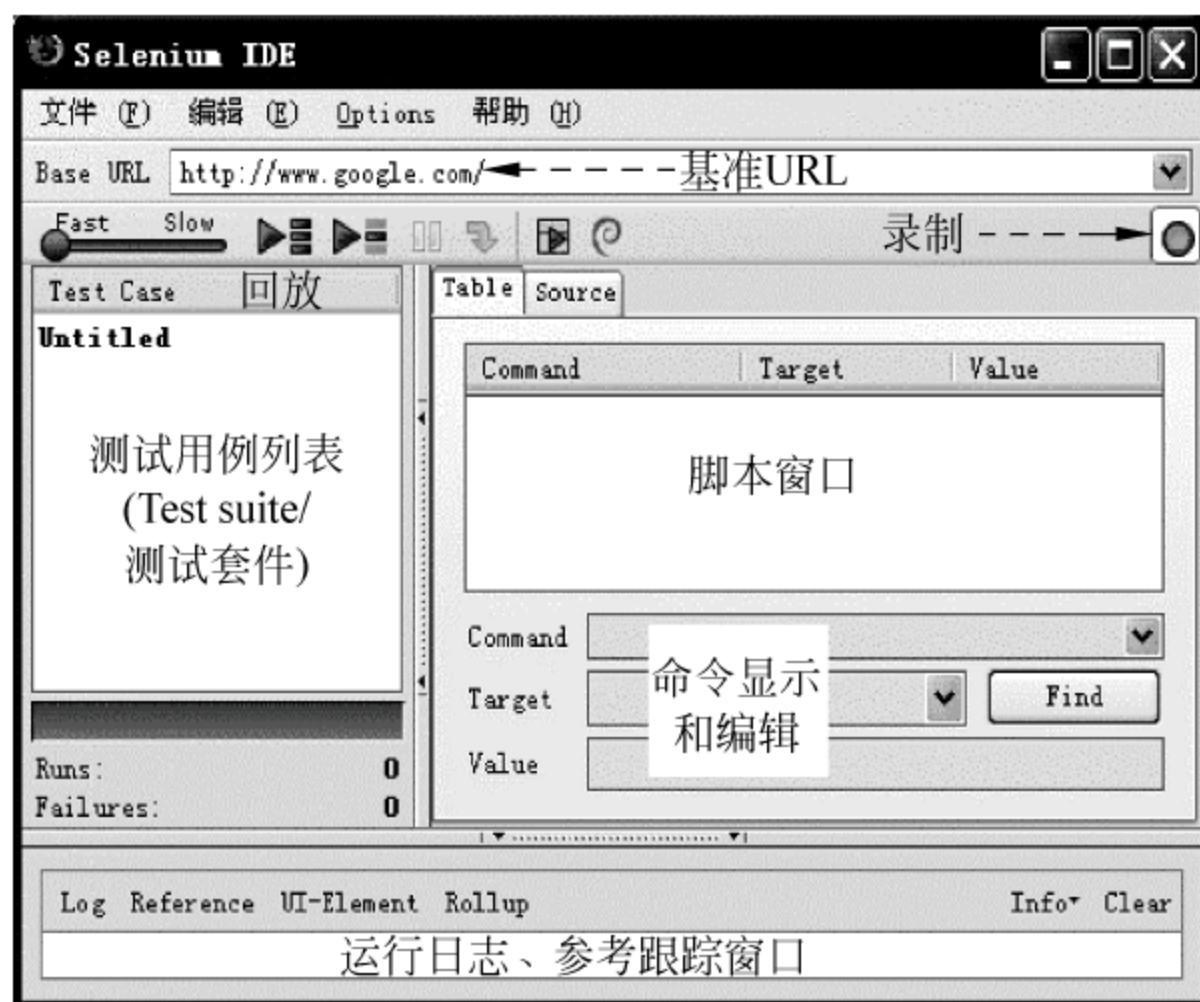 Selenium IDE
文件 (F) 编辑 (E) Options 帮助 (H)
Base URL http://www.google.com/ 基准URL
Fast Slow 录制
Test Case 回放
Table Source
Untitled
Command Target Value
测试用例列表
(Test suite/
测试套件)
脚本窗口
Command
命令显示
和编辑
Target Find
Value
Runs: 0
Failures: 0
Log Reference UI-Element Rollup Info Clear
运行日志、参考跟踪窗口